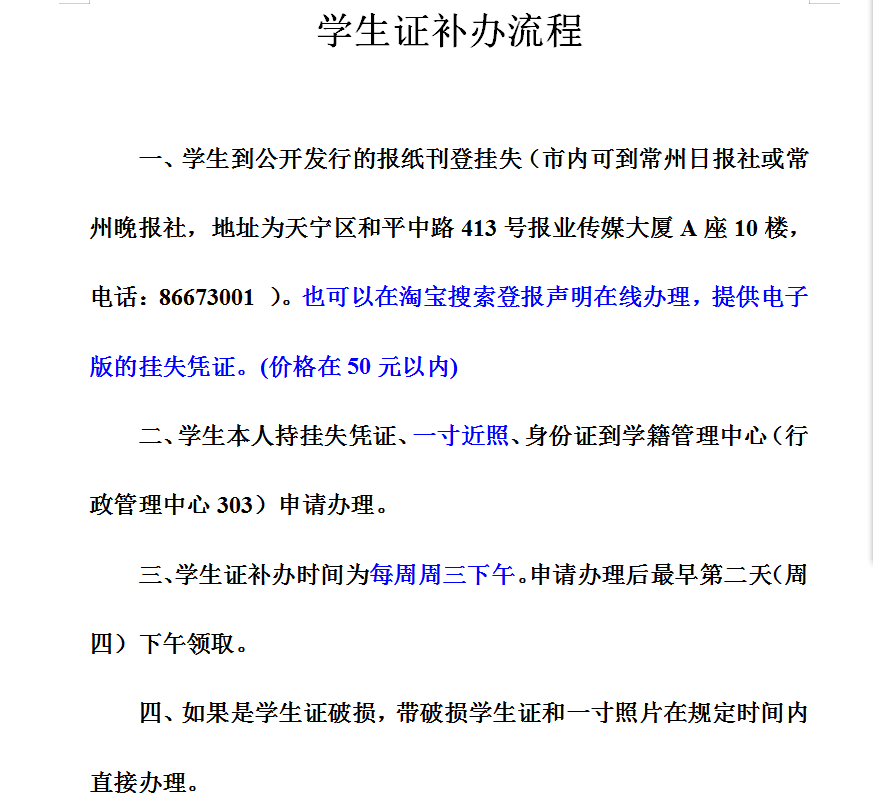 学生证补办流程
一、学生到公开发行的报纸刊登挂失（市内可到常州日报社或常
州晚报社，地址为天宁区和平中路 413 号报业传媒大厦 A 座 10 楼，
电话：86673001 ）。也可以在淘宝搜索登报声明在线办理，提供电子
版的挂失凭证。(价格在 50 元以内)
二、学生本人持挂失凭证、一寸近照、身份证到学籍管理中心（行
政管理中心 303）申请办理。
三、学生证补办时间为每周周三下午。申请办理后最早第二天（周
四）下午领取。
四、如果是学生证破损，带破损学生证和一寸照片在规定时间内
直接办理。